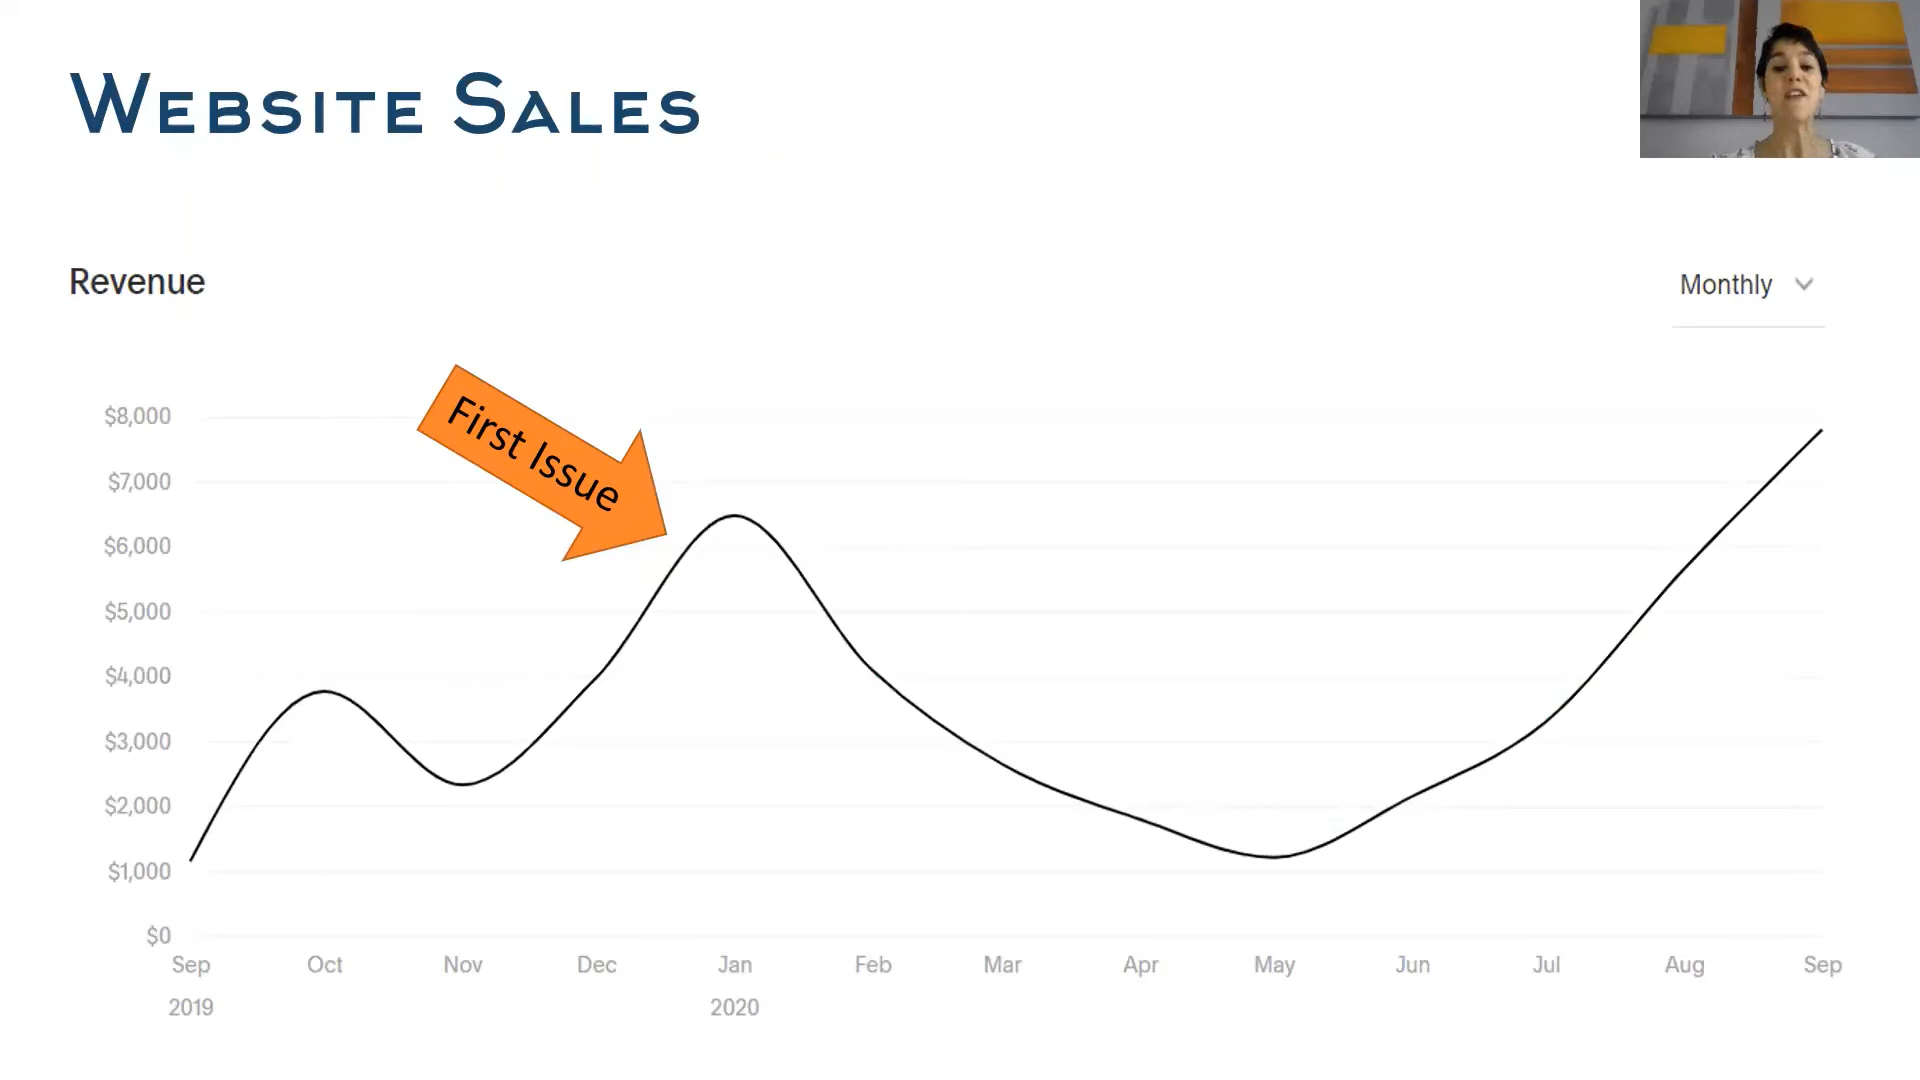 Website Sales
Revenue
Monthly
First Issue
$8,000
$7,000
$6,000
$5,000
$4,000
$3,000
$2,000
$1,000
$0
Sep Oct Nov Dec Jan Feb Mar Apr May Jun Jul Aug Sep
2019 2020